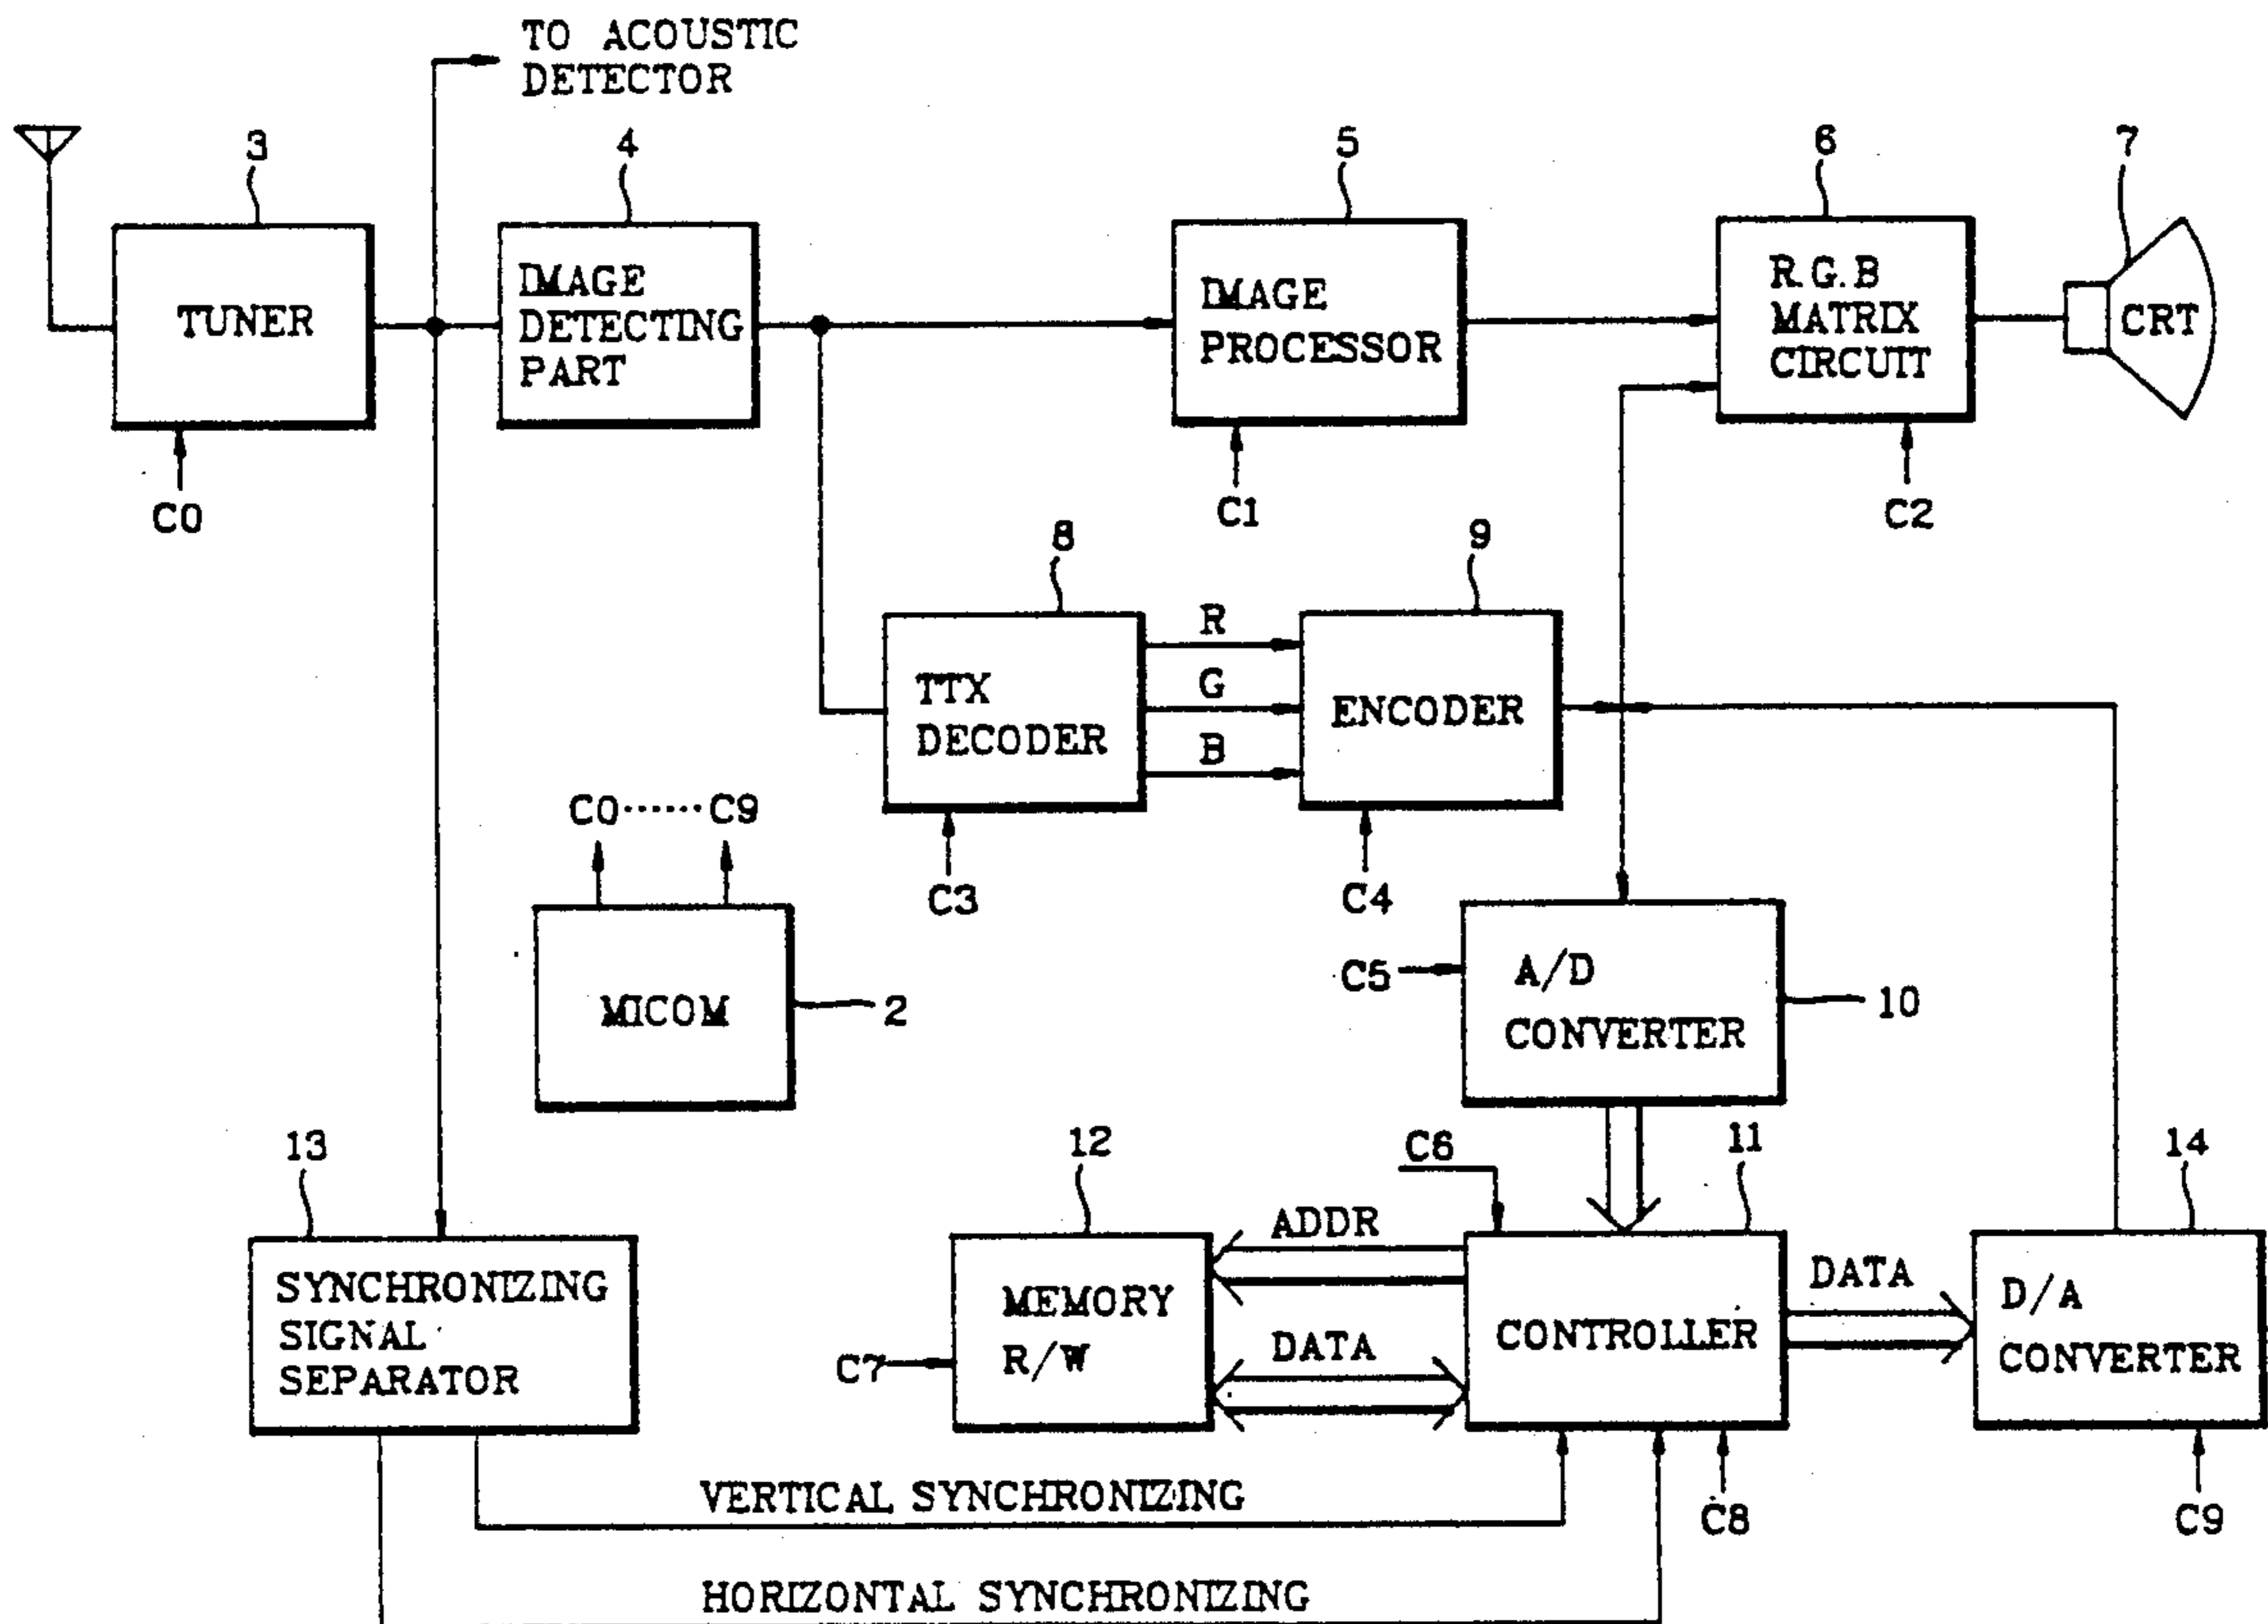 TO ACOUSTIC
DETECTOR
3
4
5
6
7
TUNER
IMAGE
DETECTING
PART
IMAGE
PROCESSOR
R.G.B
MATRIX
CIRCUIT
CRT
C0
C1
C2
8
9
TTX
DECODER
R
G
B
ENCODER
C3
C4
C0······C9
MICOM
2
C5
A/D
CONVERTER
10
13
12
C6
11
14
SYNCHRONIZING
SIGNAL
SEPARATOR
MEMORY
R/W
C7
ADDR
DATA
CONTROLLER
DATA
D/A
CONVERTER
VERTICAL SYNCHRONIZING
C8
C9
HORIZONTAL SYNCHRONIZING